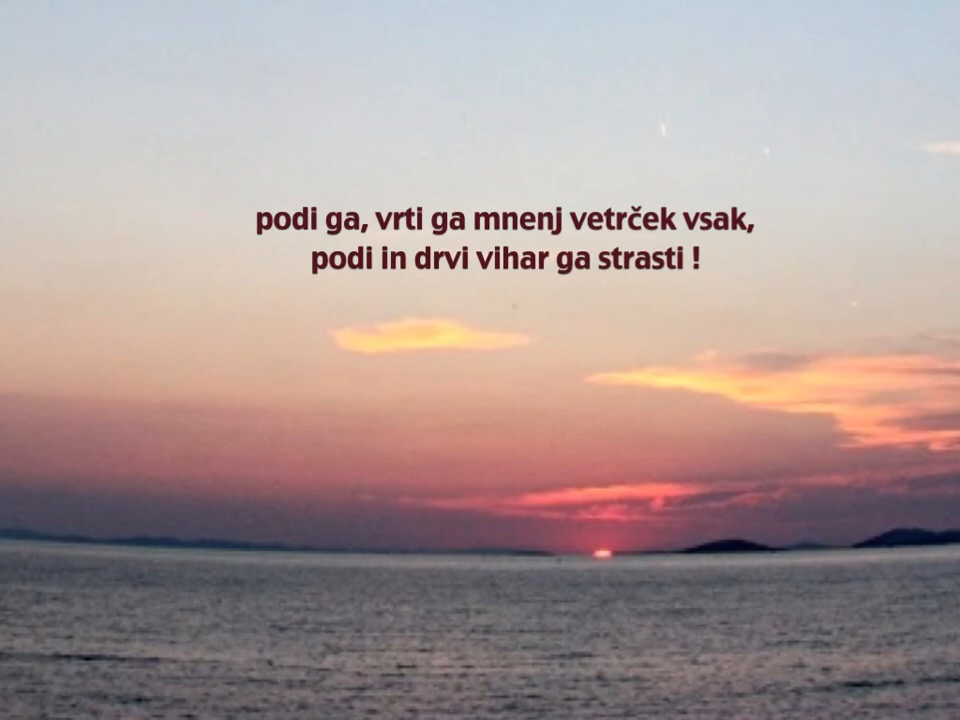 podi ga, vrti ga mnenj vetrček vsak,
podi in drvi vihar ga strasti !